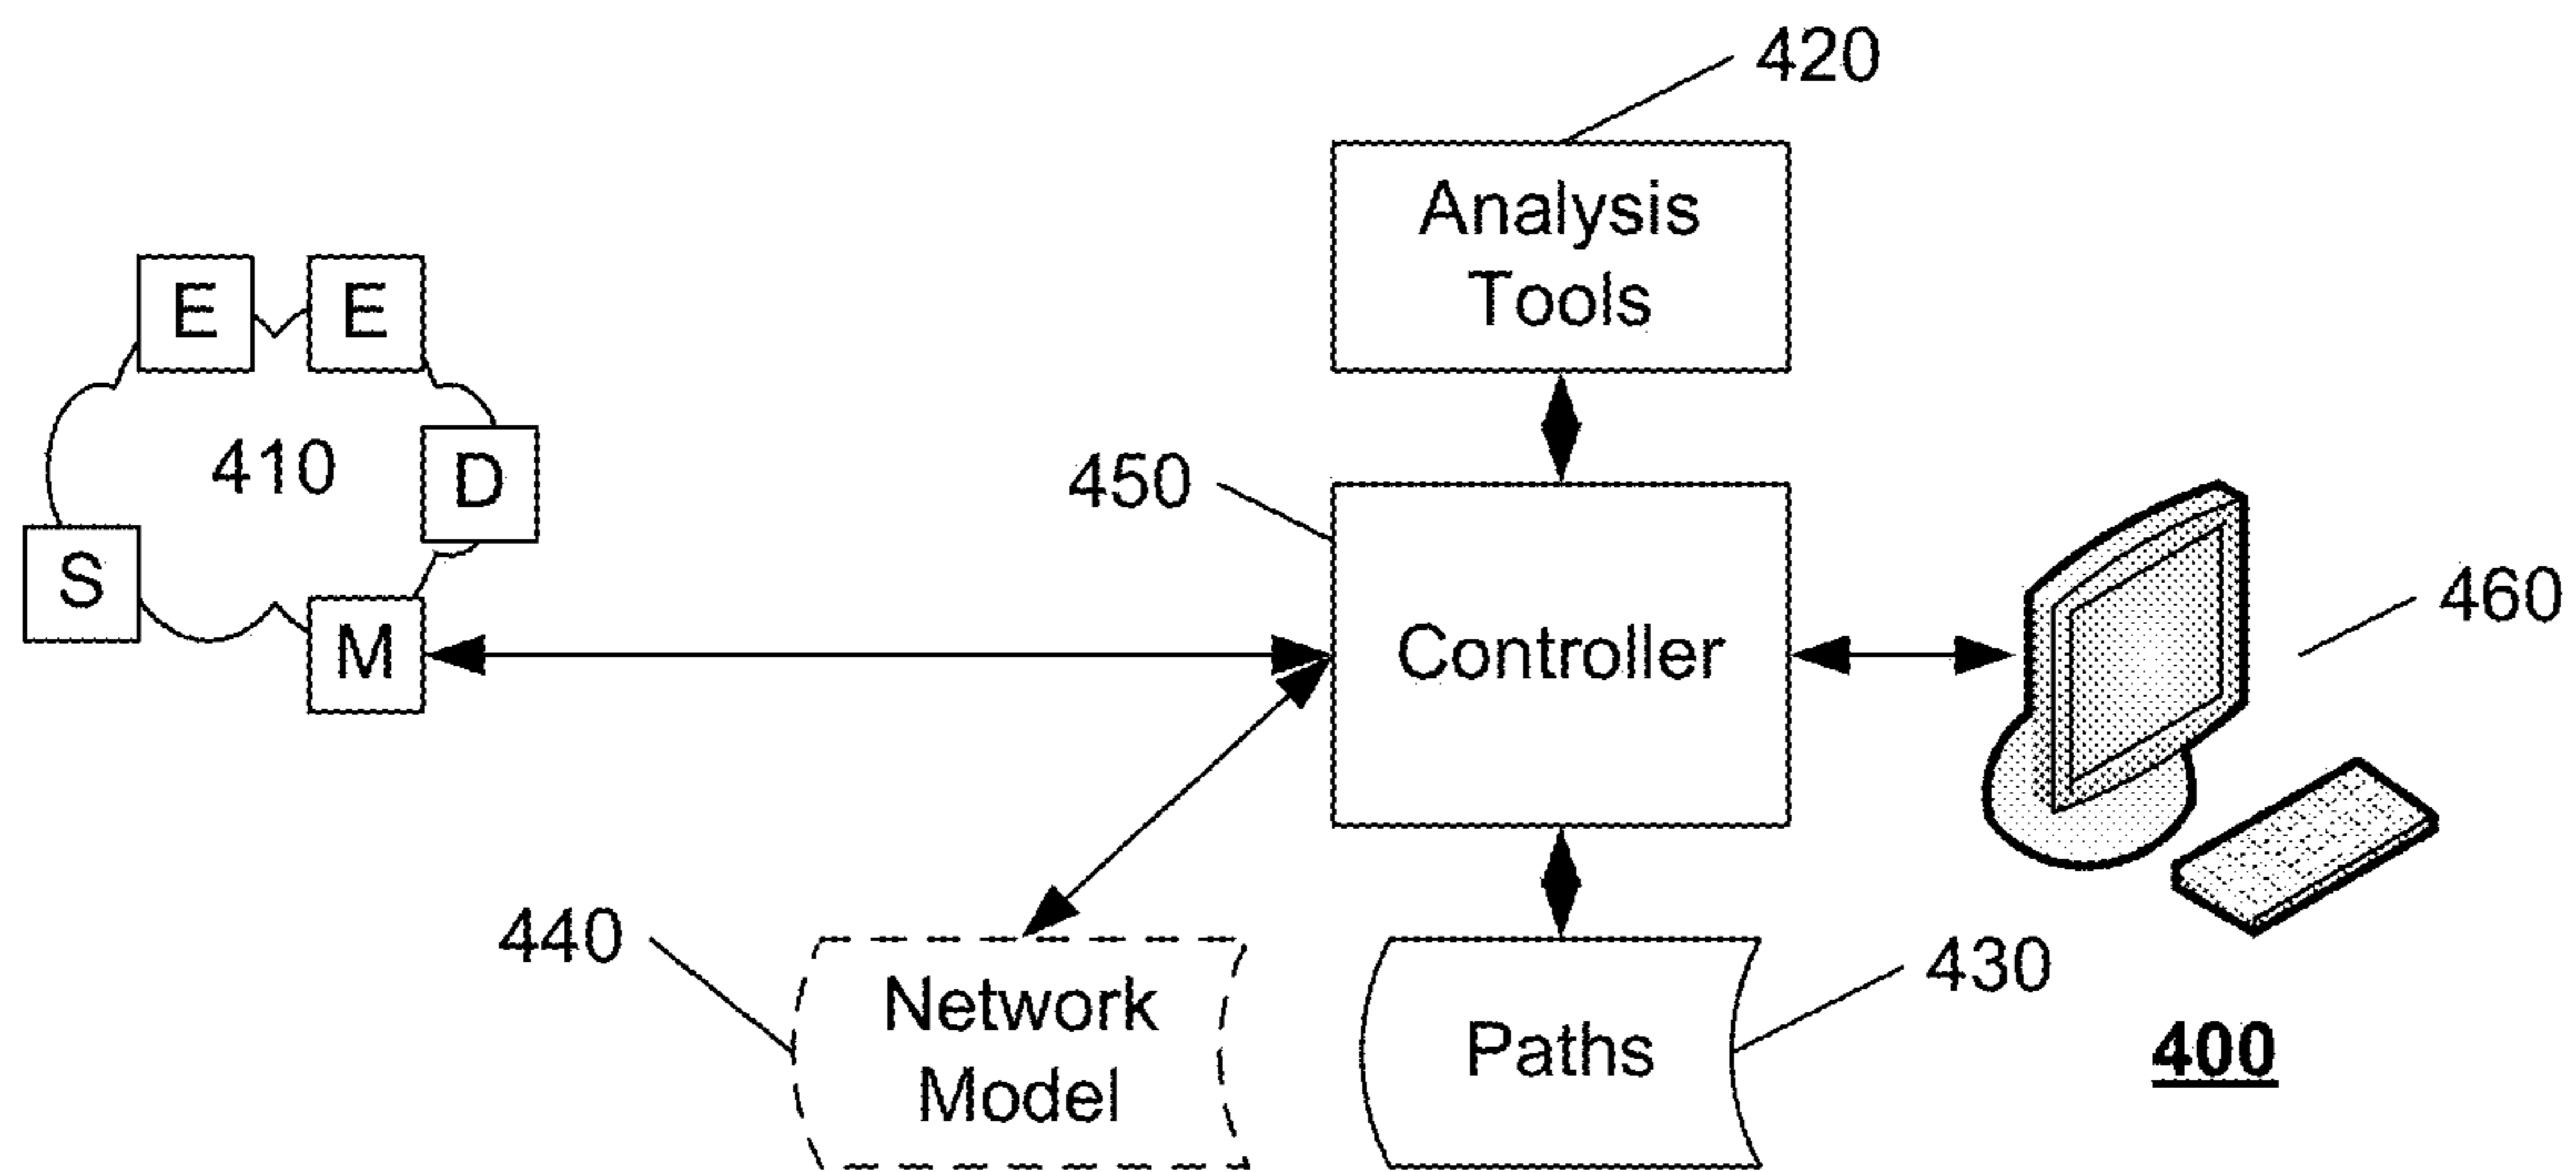 420
Analysis
Tools
E
E
410
D
450
S
M
Controller
460
440
Network
Model
Paths
430
400